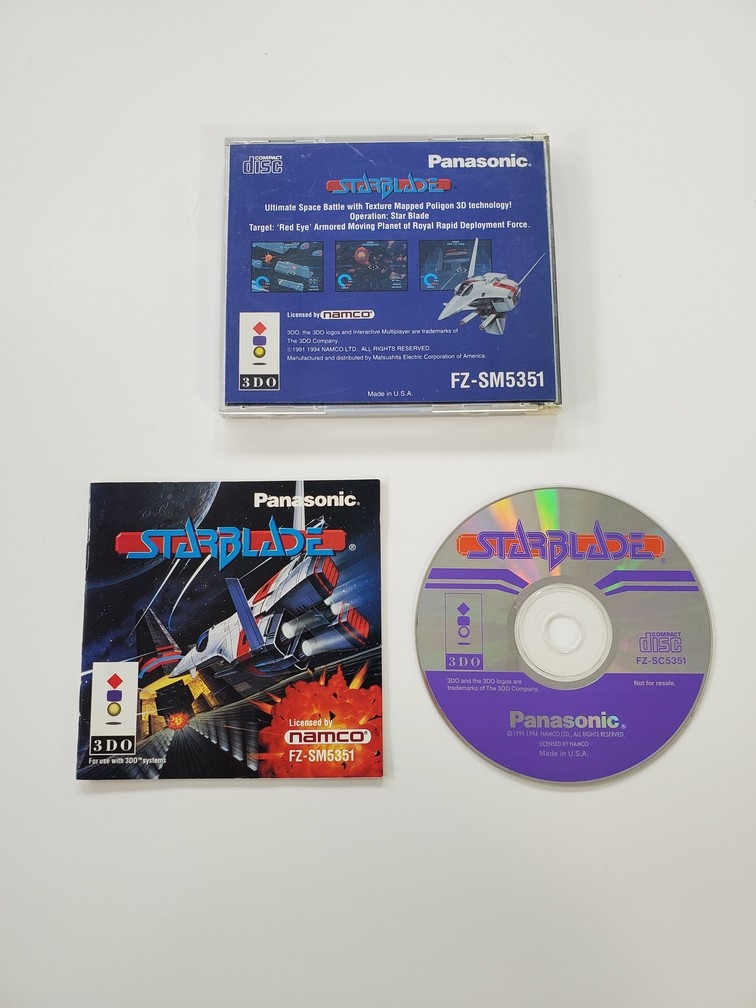 COMPACT
disc
Panasonic®
STARBLADE®
Ultimate Space Battle with Texture Mapped Poligon 3D technology!
Operation: Star Blade
Target: 'Red Eye' Armored Moving Planet of Royal Rapid Deployment Force.
Licensed by namco®
3DO, the 3DO logos and Interactive Multiplayer are trademarks of
The 3DO Company.
©1991 1994 NAMCO LTD., ALL RIGHTS RESERVED.
Manufactured and distributed by Matsushita Electric Corporation of America.
3DO
FZ-SM5351
Made in U.S.A.
Panasonic®
STARBLADE®
Licensed by
namco®
FZ-SM5351
3DO
For use with 3DO™ systems
STARBLADE®
3DO
COMPACT
disc
FZ-SC5351
3DO and the 3DO logos are
trademarks of The 3DO Company.
Not for resale.
Panasonic®
©1991-1994 NAMCO LTD., ALL RIGHTS RESERVED.
LICENSED BY NAMCO
Made in U.S.A.